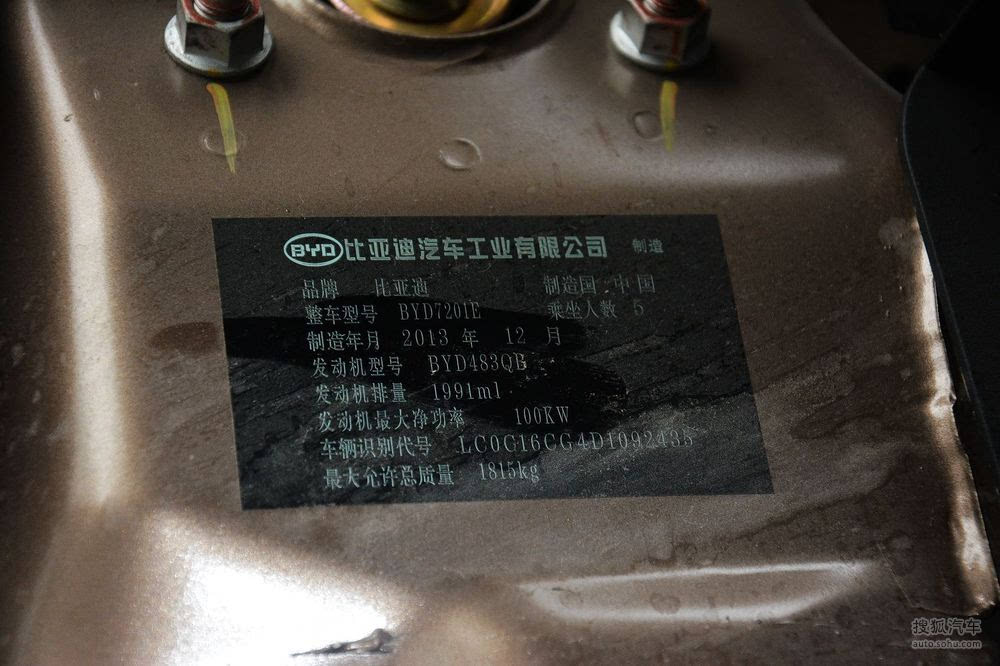 BYD 比亚迪汽车工业有限公司 制造
品牌 比亚迪 制造国:中国
整车型号 BYD7201E 乘坐人数 5
制造年月 2013 年 12 月
发动机型号 BYD483QB
发动机排量 1991ml
发动机最大净功率 100KW
车辆识别代号 LC0C16CG4D1092438
最大允许总质量 1815kg
搜狐汽车
auto.sohu.com